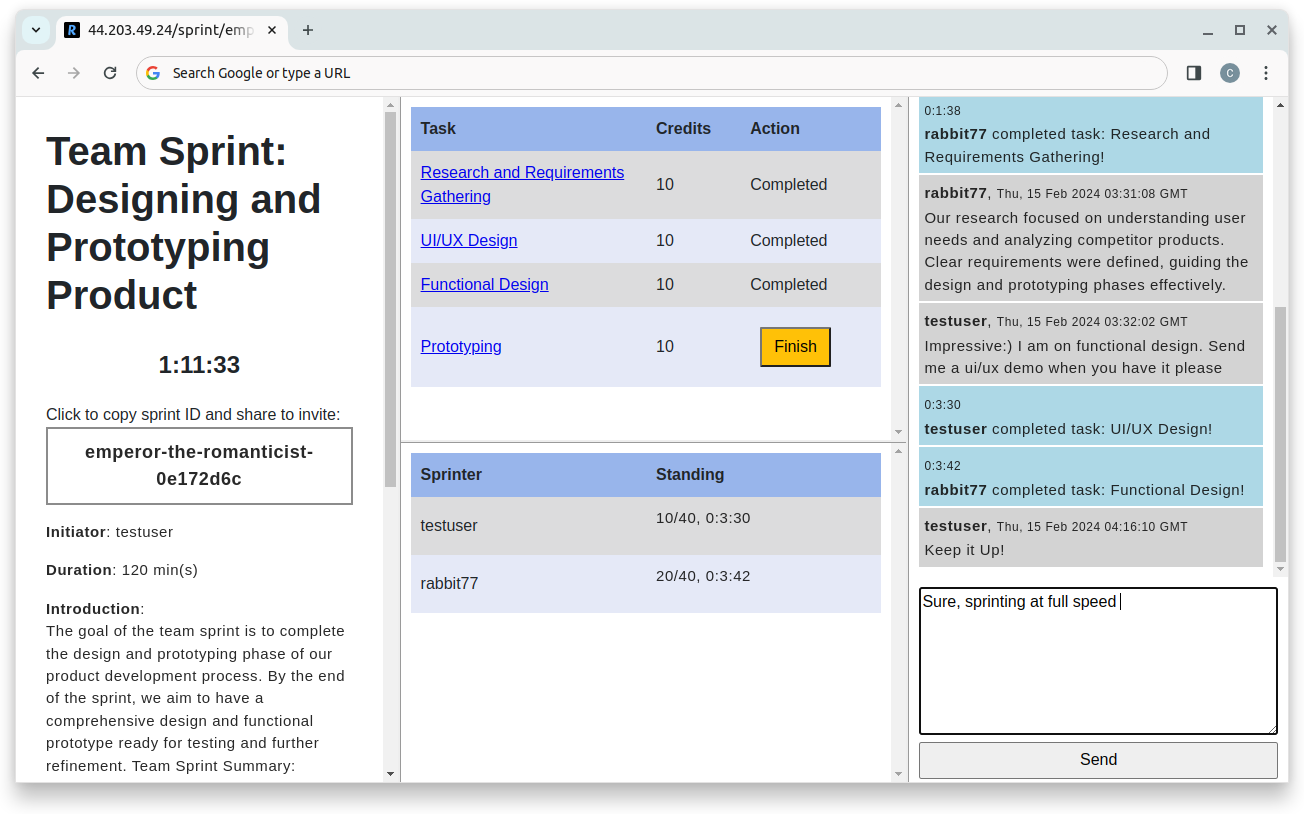 44.203.49.24/sprint/emp
Search Google or type a URL
C
Team Sprint:
Designing and
Prototyping
Product
1:11:33
Click to copy sprint ID and share to invite:
emperor-the-romanticist-
0e172d6c
Initiator: testuser
Duration: 120 min(s)
Introduction:
The goal of the team sprint is to complete
the design and prototyping phase of our
product development process. By the end
of the sprint, we aim to have a
comprehensive design and functional
prototype ready for testing and further
refinement. Team Sprint Summary:
Task Credits Action
Research and Requirements
Gathering 10 Completed
UI/UX Design 10 Completed
Functional Design 10 Completed
Prototyping 10 Finish
Sprinter Standing
testuser 10/40, 0:3:30
rabbit77 20/40, 0:3:42
0:1:38
rabbit77 completed task: Research and
Requirements Gathering!
rabbit77, Thu, 15 Feb 2024 03:31:08 GMT
Our research focused on understanding user
needs and analyzing competitor products.
Clear requirements were defined, guiding the
design and prototyping phases effectively.
testuser, Thu, 15 Feb 2024 03:32:02 GMT
Impressive:) I am on functional design. Send
me a ui/ux demo when you have it please
0:3:30
testuser completed task: UI/UX Design!
0:3:42
rabbit77 completed task: Functional Design!
testuser, Thu, 15 Feb 2024 04:16:10 GMT
Keep it Up!
Sure, sprinting at full speed
Send